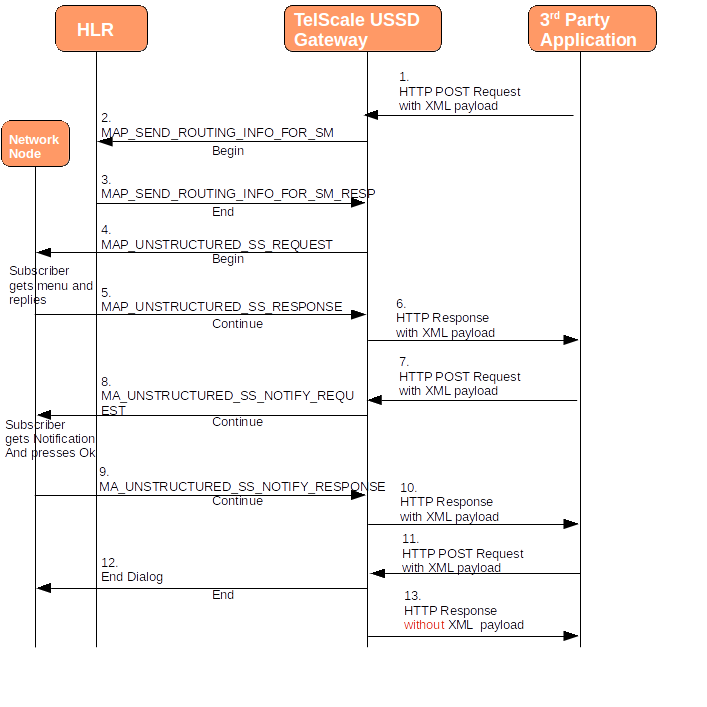 HLR
TelScale USSD
Gateway
3rd Party
Application
1.
HTTP POST Request
with XML payload
2.
MAP_SEND_ROUTING_INFO_FOR_SM
Begin
Network
Node
3.
MAP_SEND_ROUTING_INFO_FOR_SM_RESP
End
4.
MAP_UNSTRUCTURED_SS_REQUEST
Begin
Subscriber
gets menu and
replies
5.
MAP_UNSTRUCTURED_SS_RESPONSE
Continue
6.
HTTP Response
with XML payload
7.
HTTP POST Request
with XML payload
8.
MA_UNSTRUCTURED_SS_NOTIFY_REQU
EST
Continue
Subscriber
gets Notification
And presses Ok
9.
MA_UNSTRUCTURED_SS_NOTIFY_RESPONSE
Continue
10.
HTTP Response
with XML payload
11.
HTTP POST Request
with XML payload
12.
End Dialog
End
13.
HTTP Response
without XML payload